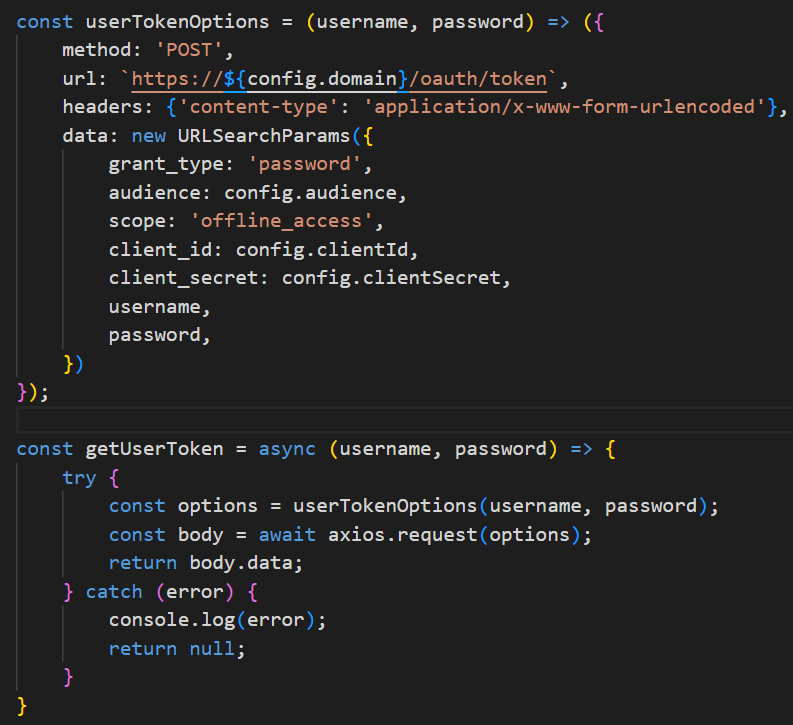 const userTokenOptions = (username, password) => ({
    method: 'POST',
    url: `https://${config.domain}/oauth/token`,
    headers: {'content-type': 'application/x-www-form-urlencoded'},
    data: new URLSearchParams({
        grant_type: 'password',
        audience: config.audience,
        scope: 'offline_access',
        client_id: config.clientId,
        client_secret: config.clientSecret,
        username,
        password,
    })
});
const getUserToken = async (username, password) => {
    try {
        const options = userTokenOptions(username, password);
        const body = await axios.request(options);
        return body.data;
    } catch (error) {
        console.log(error);
        return null;
    }
}